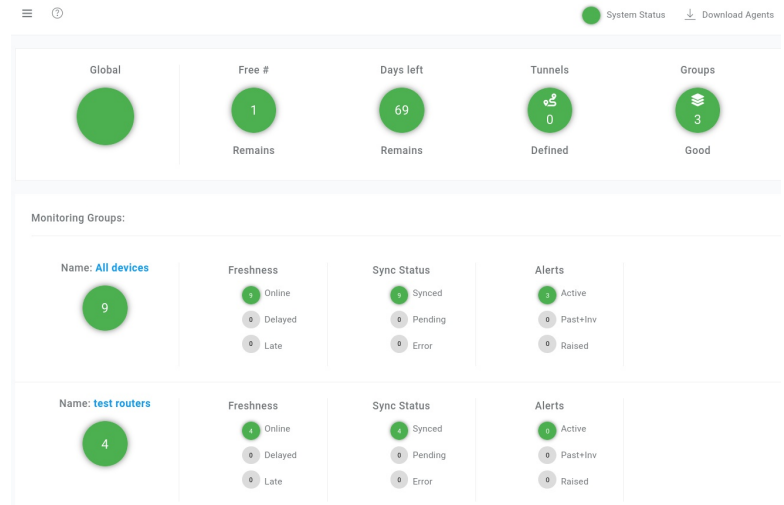 System Status
Download Agents
Global Free # Days left Tunnels Groups
1 69 0 3
Remains Remains Defined Good
Monitoring Groups:
Name: All devices Freshness Sync Status Alerts
9
9 Online 9 Synced 3 Active
0 Delayed 0 Pending 0 Past+Inv
0 Late 0 Error 0 Raised
Name: test routers Freshness Sync Status Alerts
4
4 Online 4 Synced 0 Active
0 Delayed 0 Pending 0 Past+Inv
0 Late 0 Error 0 Raised